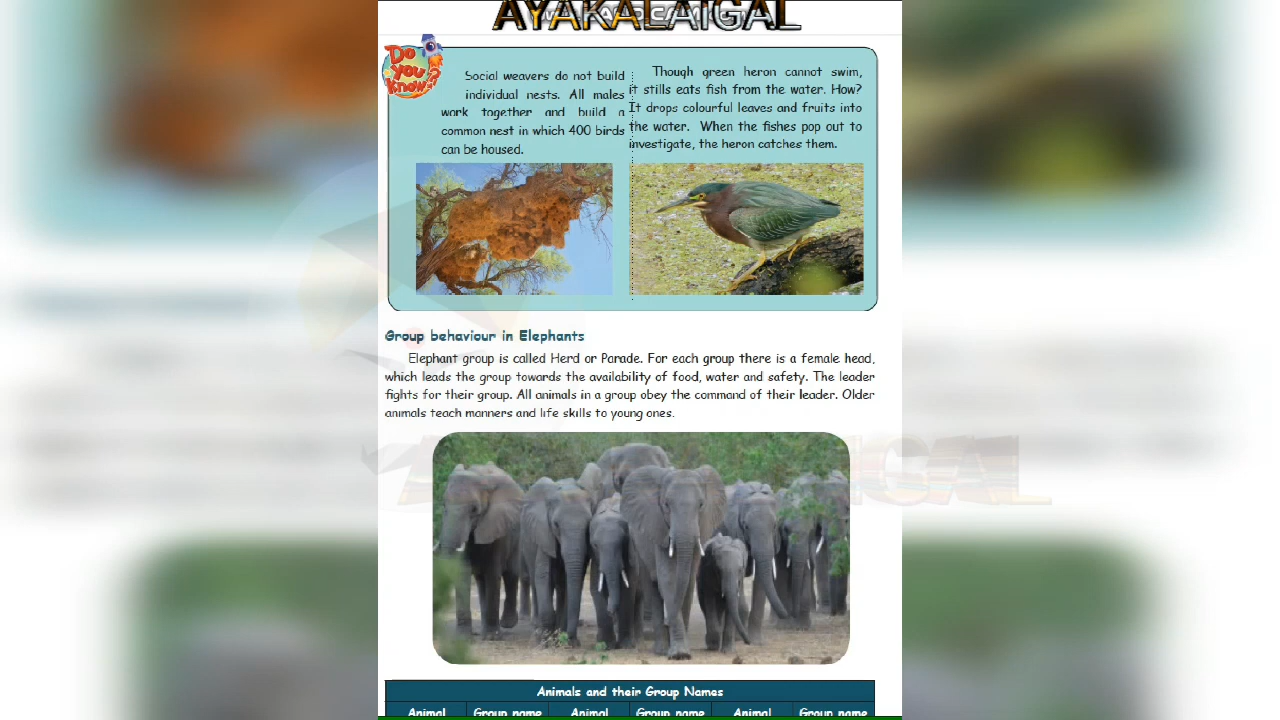 AYAKALAIGAL
Do
you
know?
Social weavers do not build
individual nests. All males
work together and build a
common nest in which 400 birds
can be housed.
Though green heron cannot swim,
it stills eats fish from the water. How?
It drops colourful leaves and fruits into
the water. When the fishes pop out to
investigate, the heron catches them.
Group behaviour in Elephants
Elephant group is called Herd or Parade. For each group there is a female head,
which leads the group towards the availability of food, water and safety. The leader
fights for their group. All animals in a group obey the command of their leader. Older
animals teach manners and life skills to young ones.
Animals and their Group Names
Animal Group name Animal Group name Animal Group name